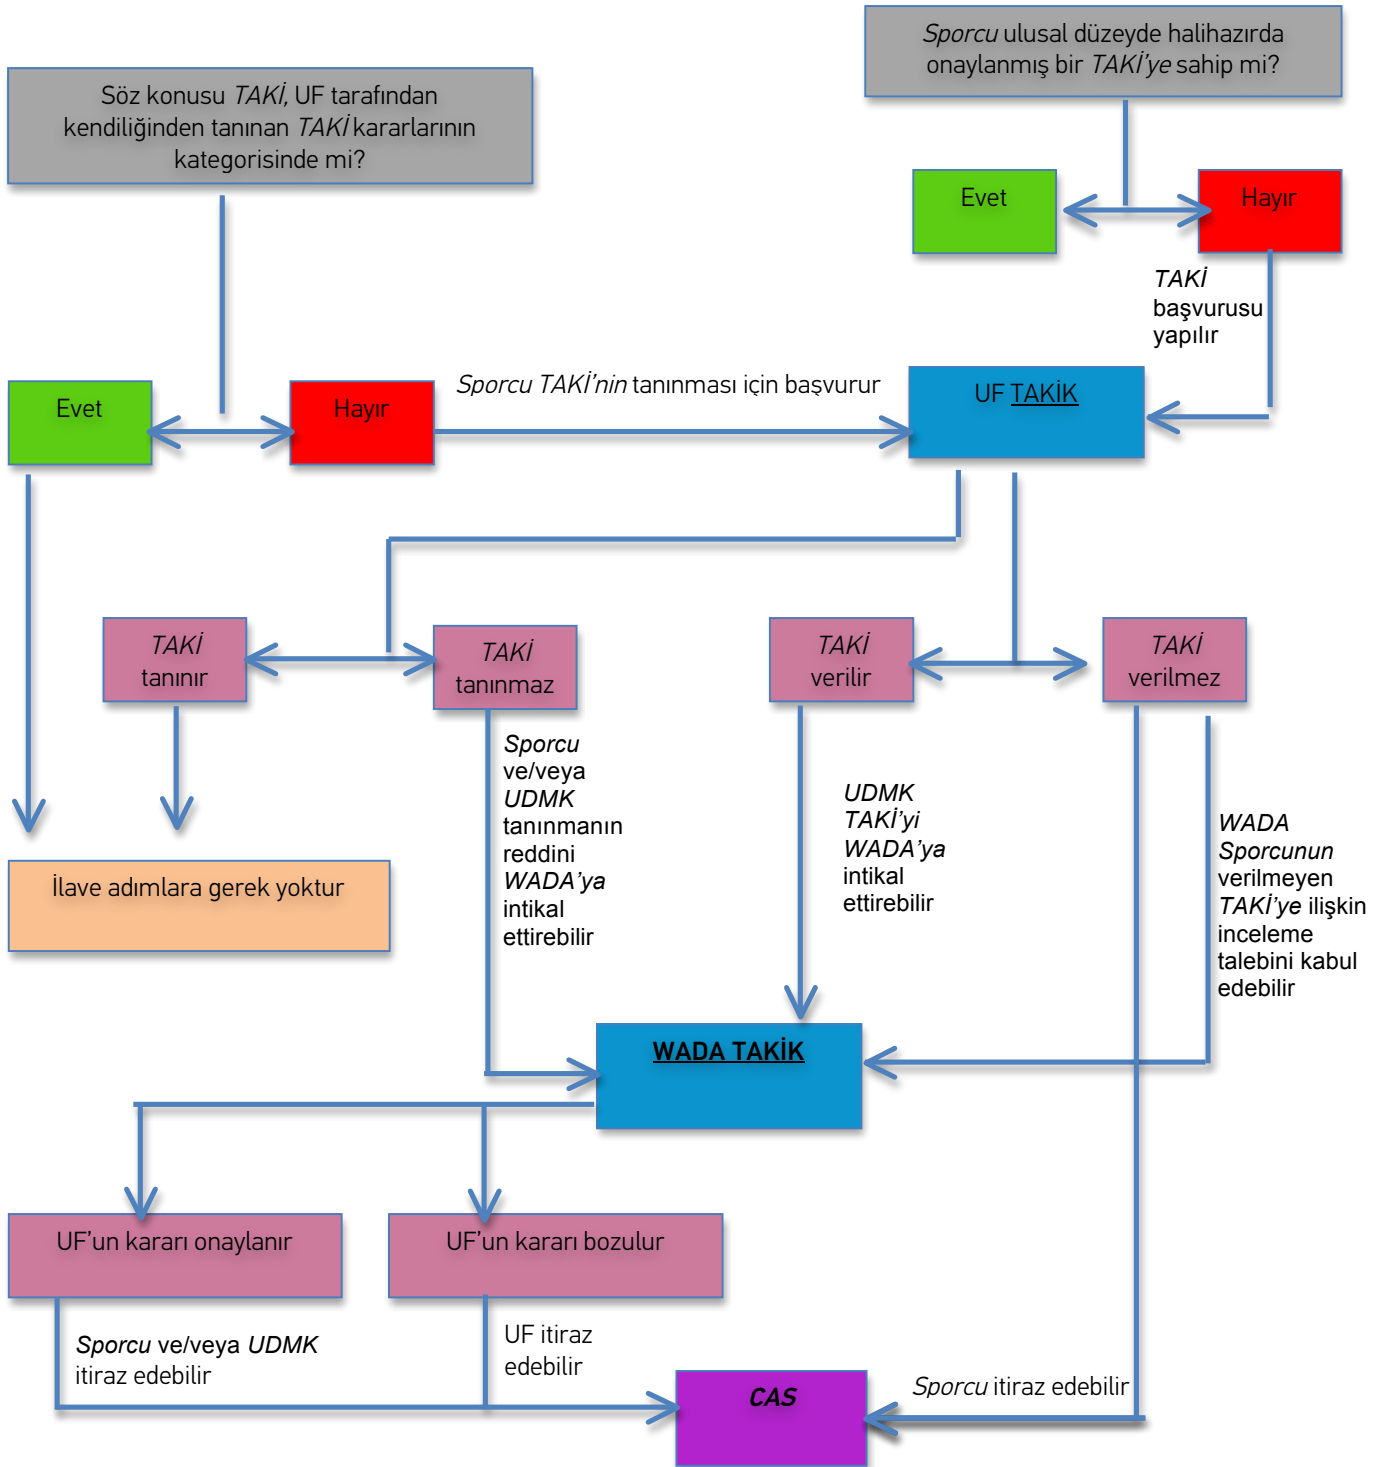 Sporcu ulusal düzeyde halihazırda
onaylanmış bir TAKİ’ye sahip mi?
Söz konusu TAKİ, UF tarafından
kendiliğinden tanınan TAKİ kararlarının
kategorisinde mi?
Evet
Hayır
TAKİ
başvurusu
yapılır
Evet
Hayır
Sporcu TAKİ’nin tanınması için başvurur
UF TAKİK
TAKİ
tanınır
TAKİ
tanınmaz
TAKİ
verilir
TAKİ
verilmez
Sporcu
ve/veya
UDMK
tanınmanın
reddini
WADA’ya
intikal
ettirebilir
UDMK
TAKİ’yi
WADA’ya
intikal
ettirebilir
WADA
Sporcunun
verilmeyen
TAKİ’ye ilişkin
inceleme
talebini kabul
edebilir
İlave adımlara gerek yoktur
WADA TAKİK
UF’un kararı onaylanır
UF’un kararı bozulur
Sporcu ve/veya UDMK
itiraz edebilir
UF itiraz
edebilir
CAS
Sporcu itiraz edebilir